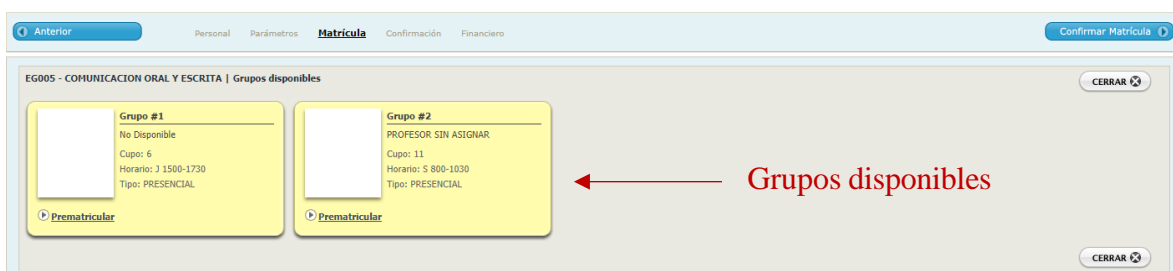 Anterior
Personal Parámetros Matrícula Confirmación Financiero
Confirmar Matrícula
EG005 - COMUNICACION ORAL Y ESCRITA | Grupos disponibles
CERRAR
Grupo #1
No Disponible
Cupo: 6
Horario: J 1500-1730
Tipo: PRESENCIAL
Prematricular
Grupo #2
PROFESOR SIN ASIGNAR
Cupo: 11
Horario: S 800-1030
Tipo: PRESENCIAL
Prematricular
Grupos disponibles
CERRAR